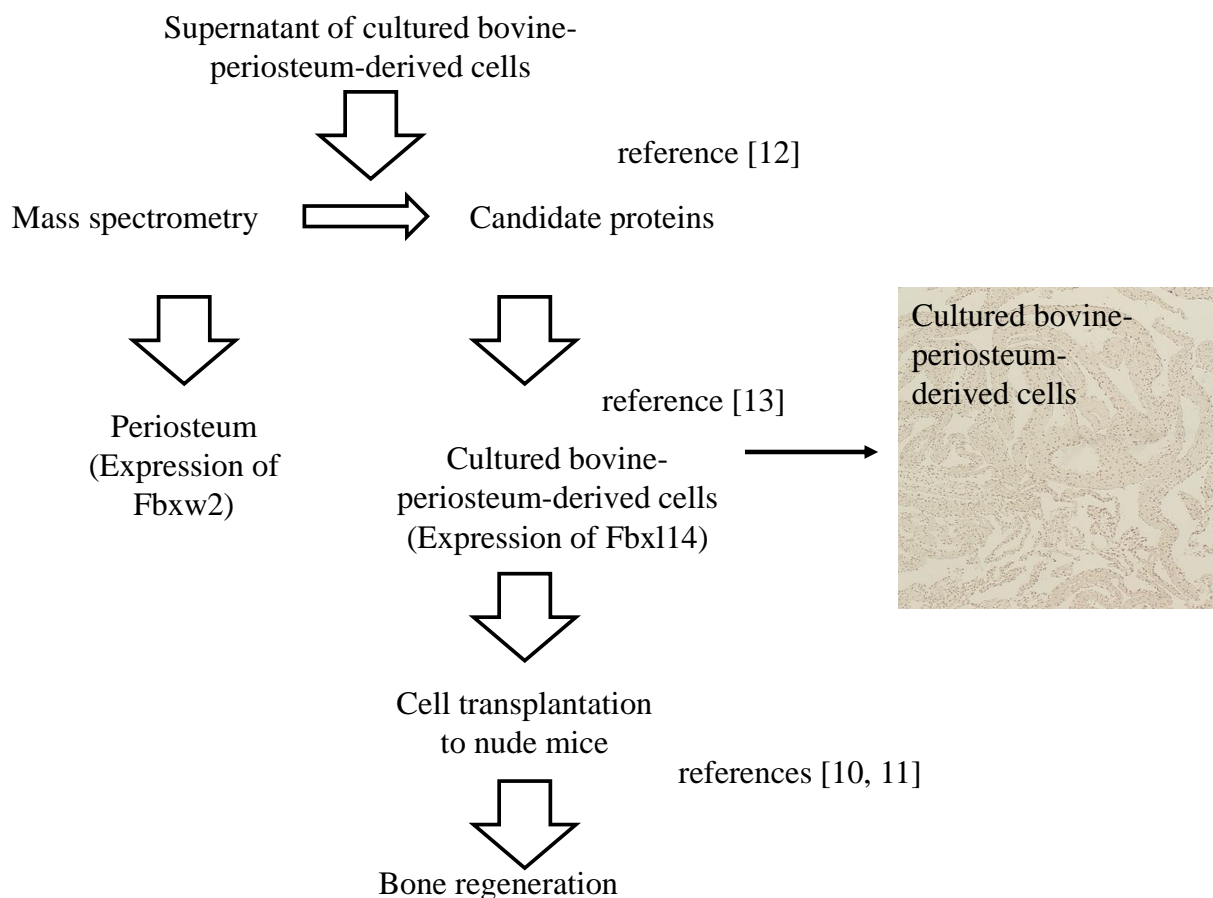 Supernatant of cultured bovine-
periosteum-derived cells
reference [12]
Mass spectrometry
Candidate proteins
Cultured bovine-
periosteum-
derived cells
reference [13]
Periosteum
(Expression of
Fbxw2)
Cultured bovine-
periosteum-derived cells
(Expression of Fbxl14)
Cell transplantation
to nude mice
references [10, 11]
Bone regeneration